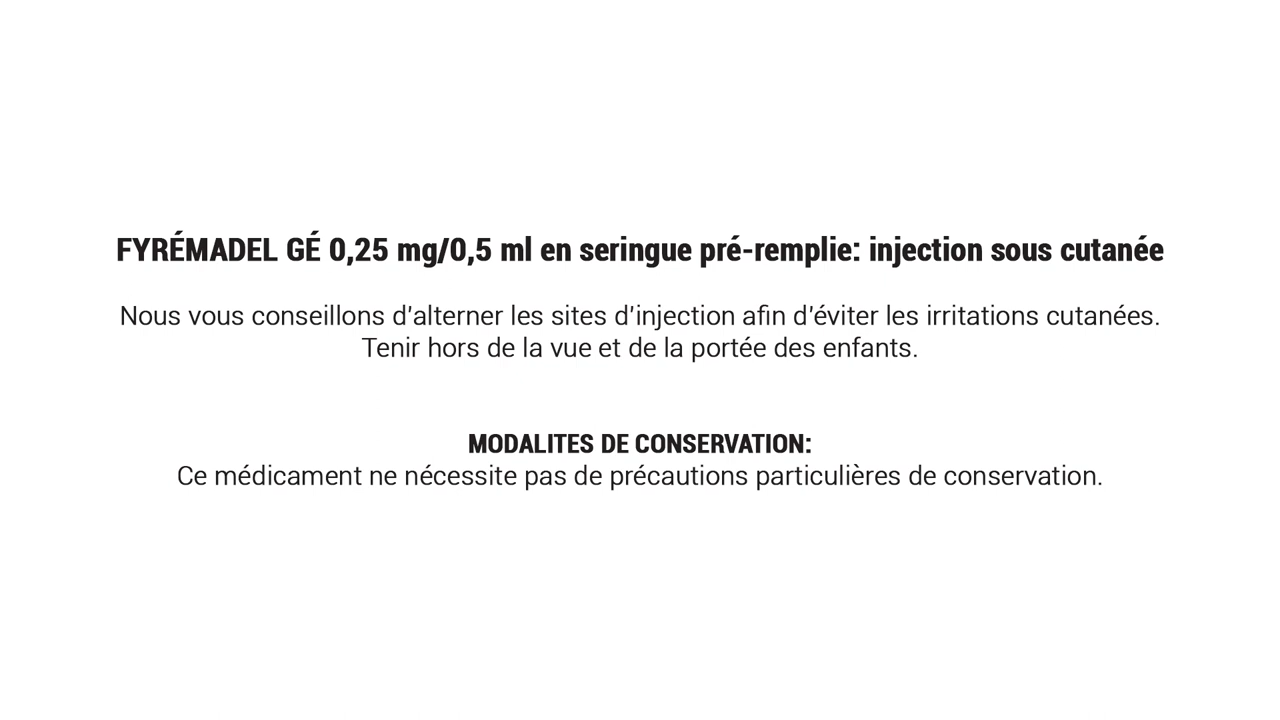 FYRÉMADEL GÉ 0,25 mg/0,5 ml en seringue pré-remplie: injection sous cutanée
Nous vous conseillons d'alterner les sites d'injection afin d'éviter les irritations cutanées.
Tenir hors de la vue et de la portée des enfants.
MODALITES DE CONSERVATION:
Ce médicament ne nécessite pas de précautions particulières de conservation.